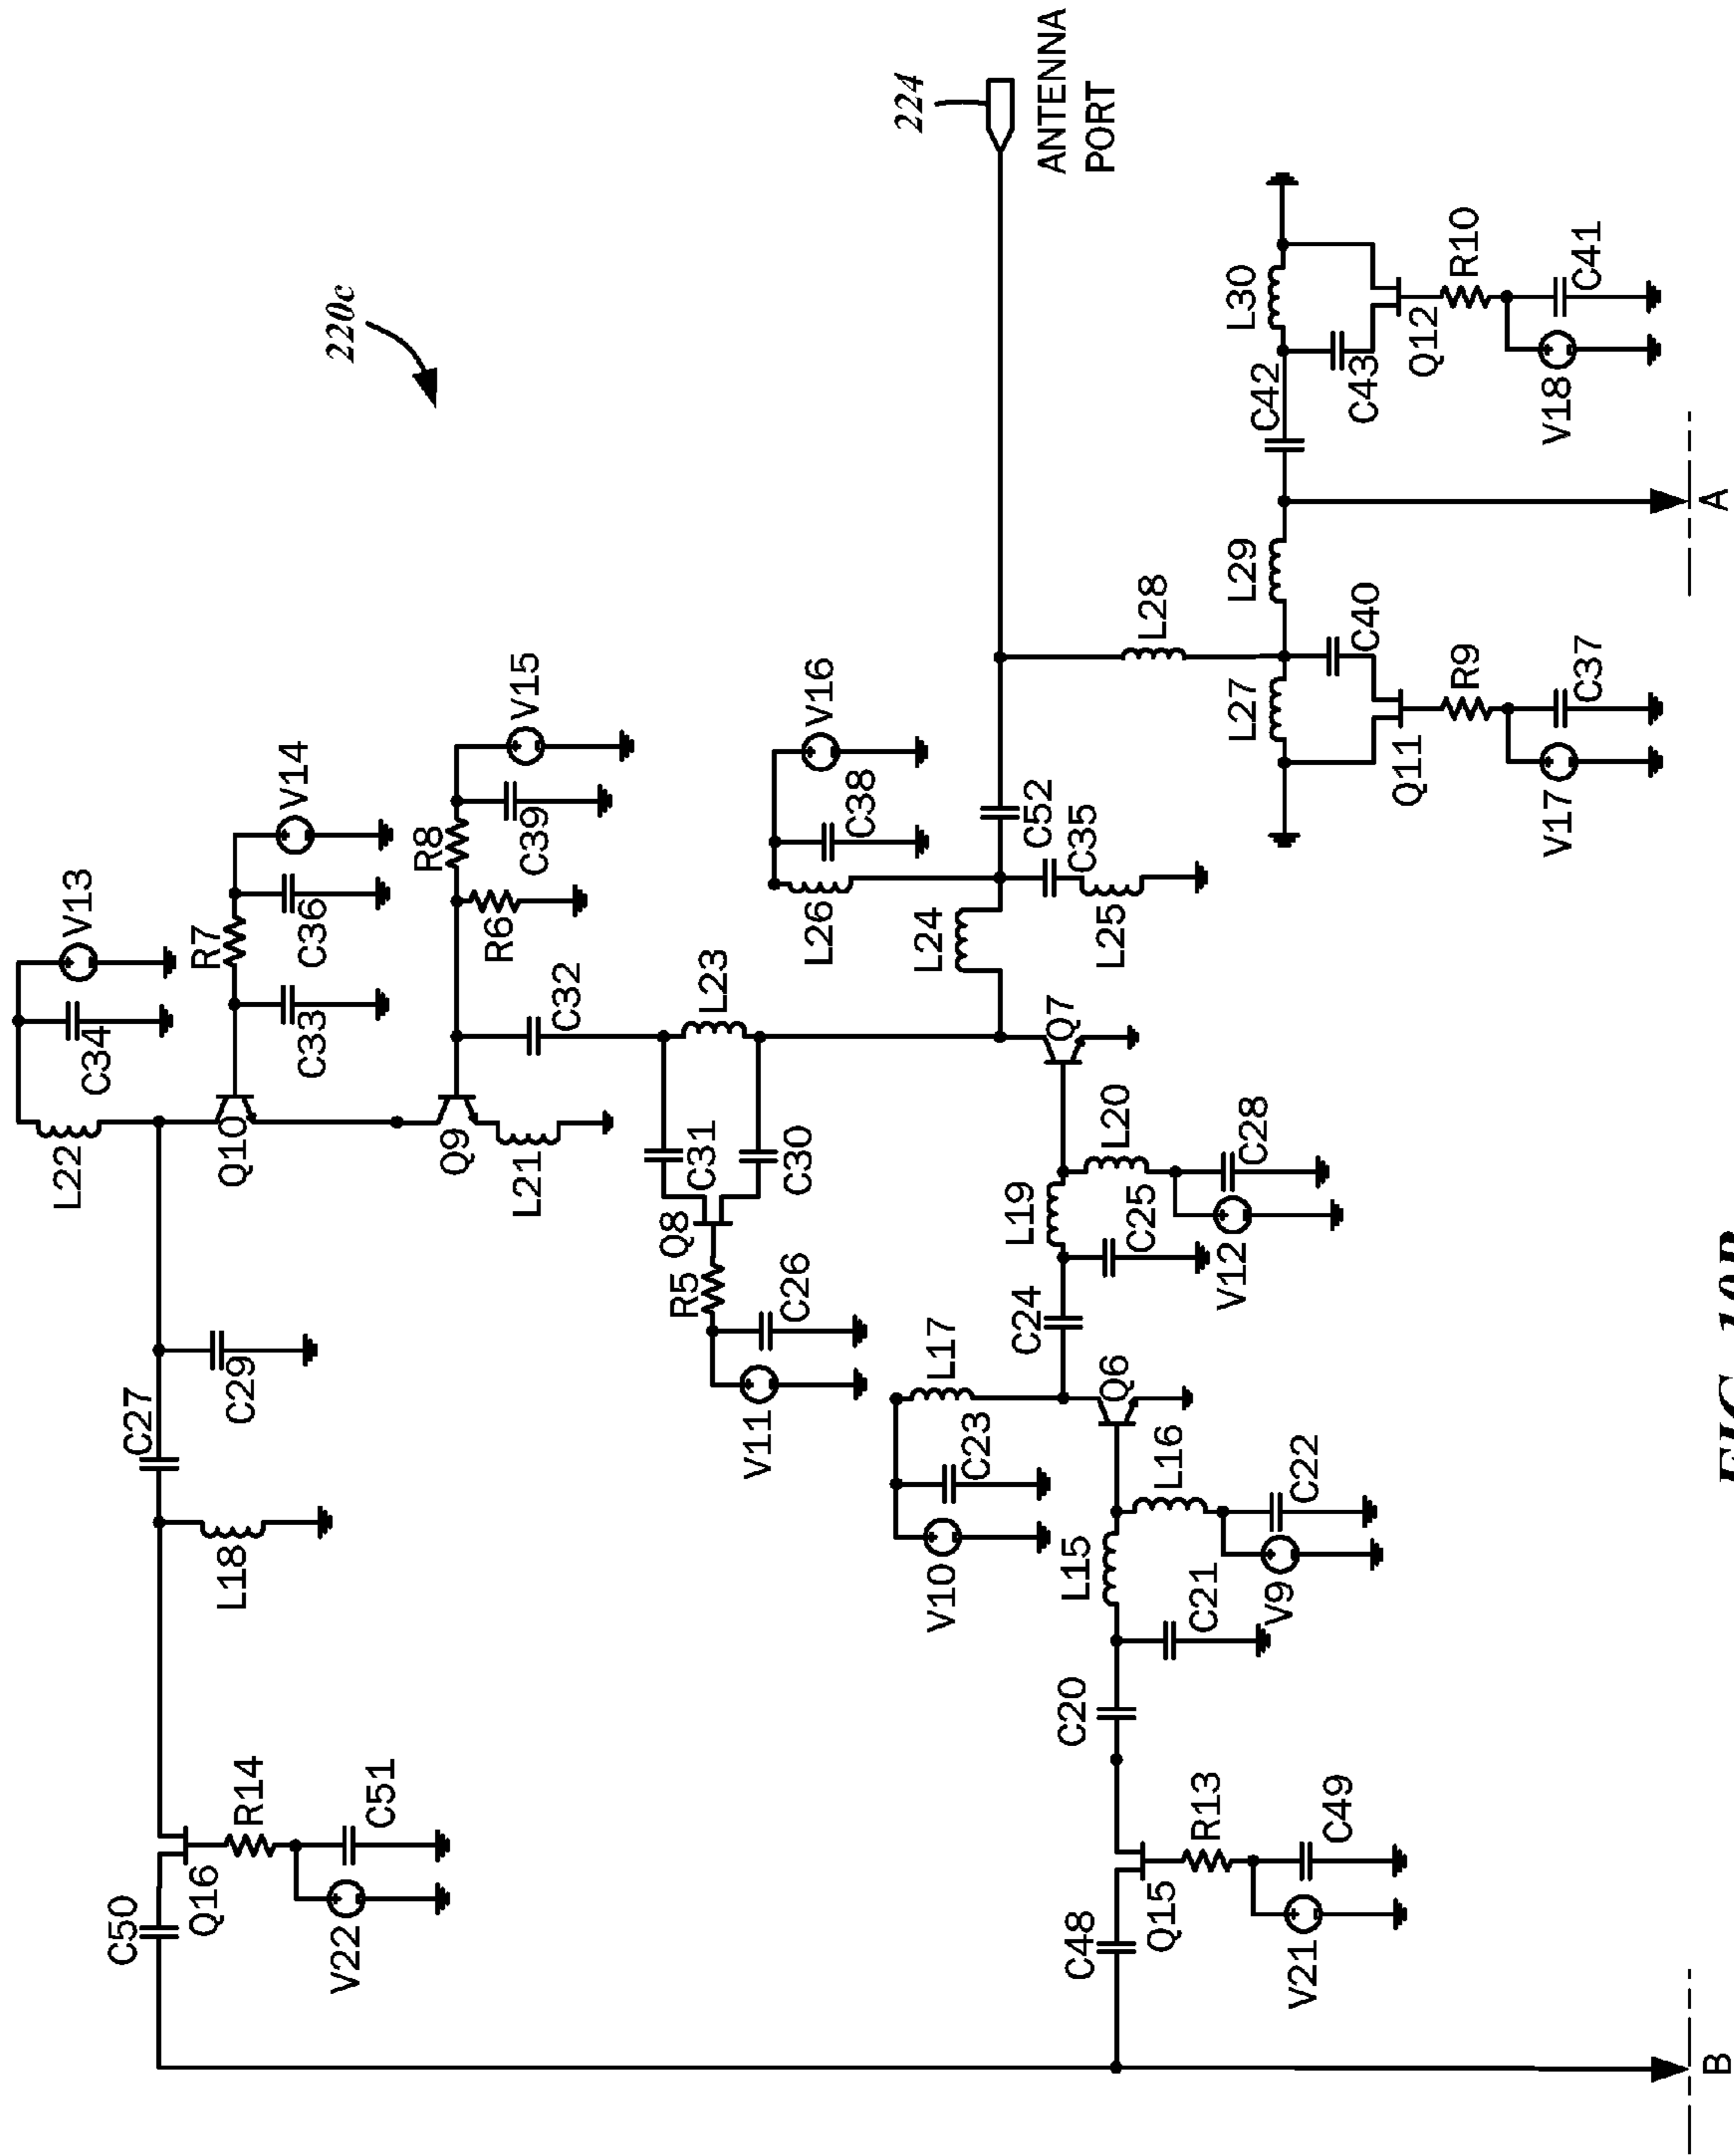 220c
L22
C34
V13
R7
V14
C36
C33
Q10
C27
C29
L18
C50
Q16
R14
C51
V22
Q9
L21
R8
V15
C39
R6
C32
L23
C31
C30
Q8
R5
C26
V11
L26
C38
V16
L24
C52
C35
L25
224
ANTENNA
PORT
Q7
L20
C28
L19
C25
V12
C24
L17
C23
V10
Q6
L16
C22
L15
C21
V9
C20
C48
Q15
R13
C49
V21
L28
L29
L27
C40
Q11
R9
C37
V17
C42
L30
C43
Q12
R10
C41
V18
A
B